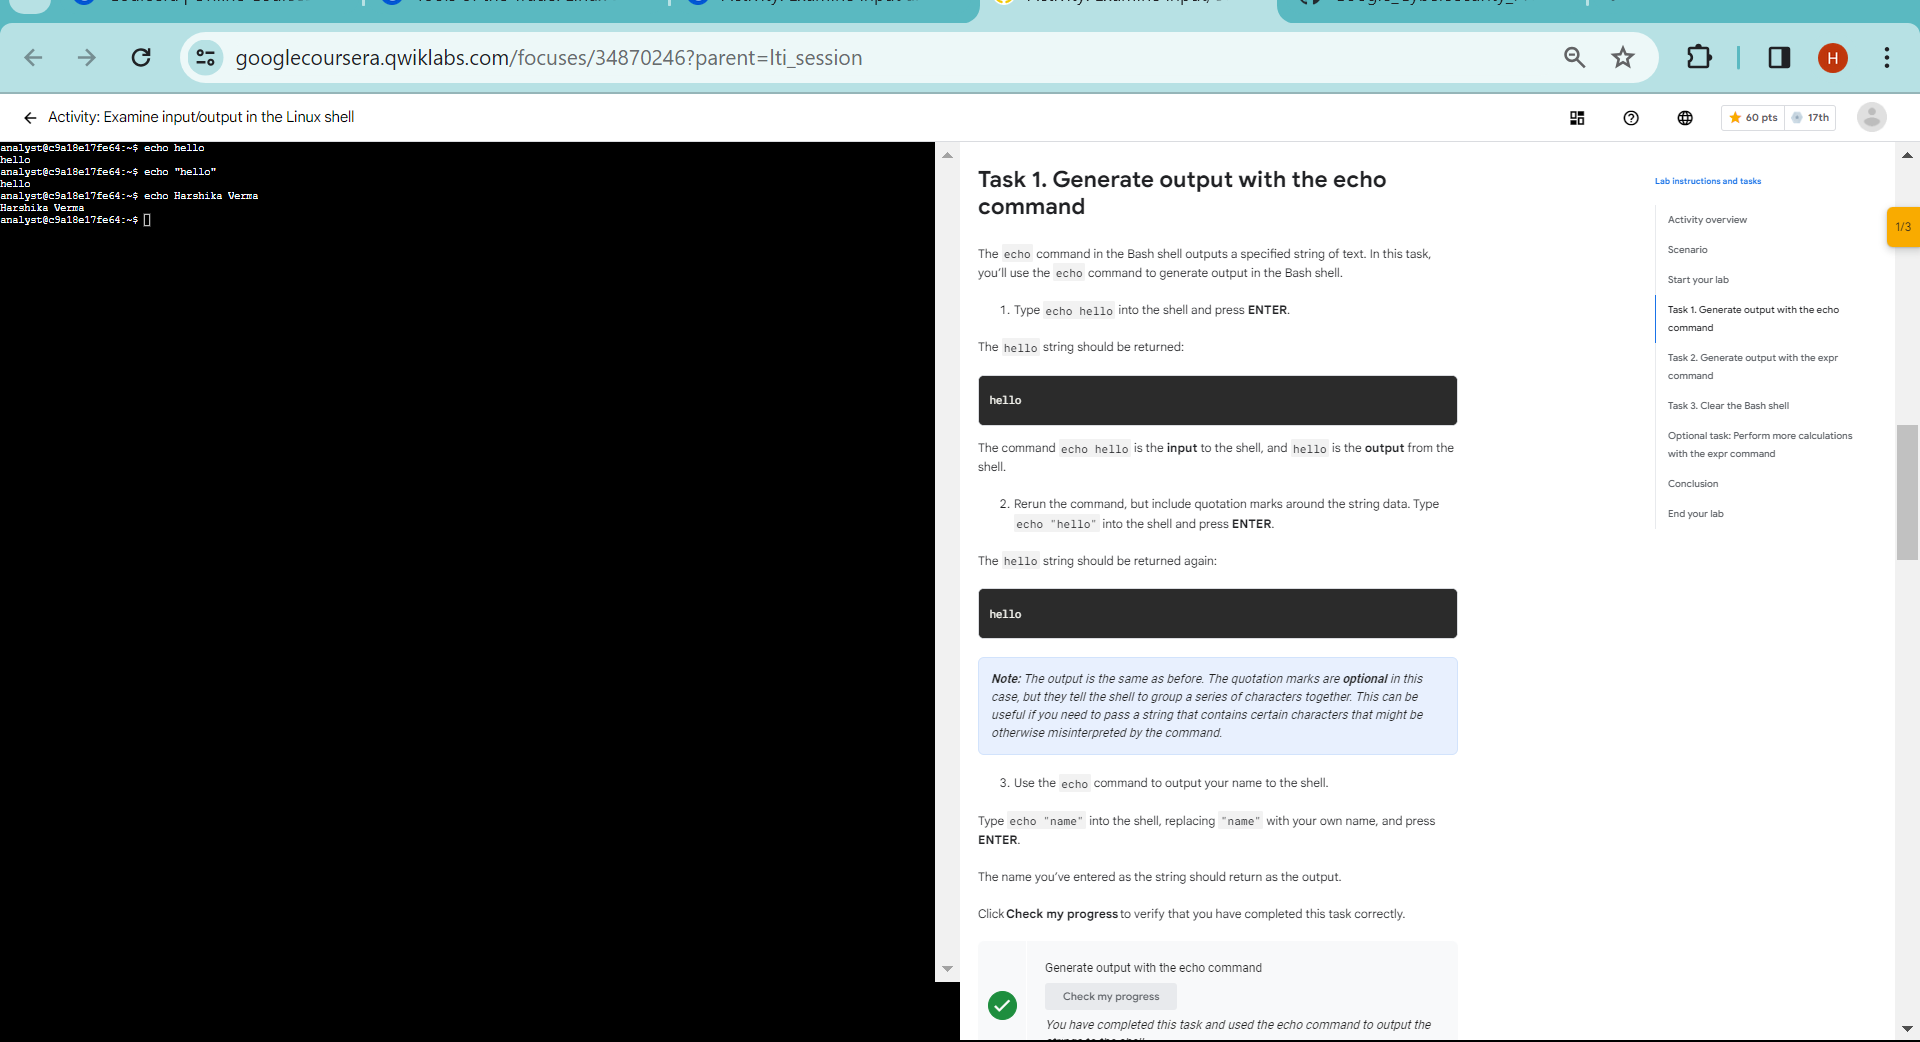 googlecoursera.qwiklabs.com/focuses/34870246?parent=lti_session
H
Activity: Examine input/output in the Linux shell
60 pts
17th
analyst@c9a18e17fe64:~$ echo hello
hello
analyst@c9a18e17fe64:~$ echo "hello"
hello
analyst@c9a18e17fe64:~$ echo Harshika Verma
Harshika Verma
analyst@c9a18e17fe64:~$
Task 1. Generate output with the echo
command
The echo command in the Bash shell outputs a specified string of text. In this task,
you'll use the echo command to generate output in the Bash shell.
1. Type echo hello into the shell and press ENTER.
The hello string should be returned:
hello
The command echo hello is the input to the shell, and hello is the output from the
shell.
2. Rerun the command, but include quotation marks around the string data. Type
echo "hello" into the shell and press ENTER.
The hello string should be returned again:
hello
Note: The output is the same as before. The quotation marks are optional in this
case, but they tell the shell to group a series of characters together. This can be
useful if you need to pass a string that contains certain characters that might be
otherwise misinterpreted by the command.
3. Use the echo command to output your name to the shell.
Type echo "name" into the shell, replacing "name" with your own name, and press
ENTER.
The name you've entered as the string should return as the output.
Click Check my progress to verify that you have completed this task correctly.
Generate output with the echo command
Check my progress
You have completed this task and used the echo command to output the
Lab instructions and tasks
Activity overview
Scenario
Start your lab
Task 1. Generate output with the echo
command
Task 2. Generate output with the expr
command
Task 3. Clear the Bash shell
Optional task: Perform more calculations
with the expr command
Conclusion
End your lab
1/3